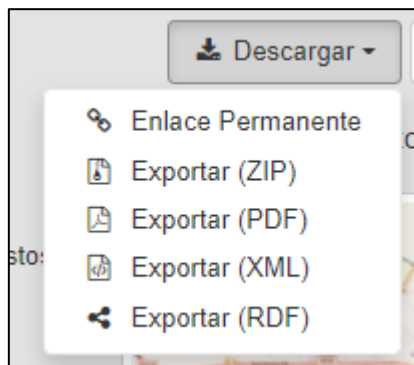 Descargar
Enlace Permanente
Exportar (ZIP)
Exportar (PDF)
Exportar (XML)
Exportar (RDF)